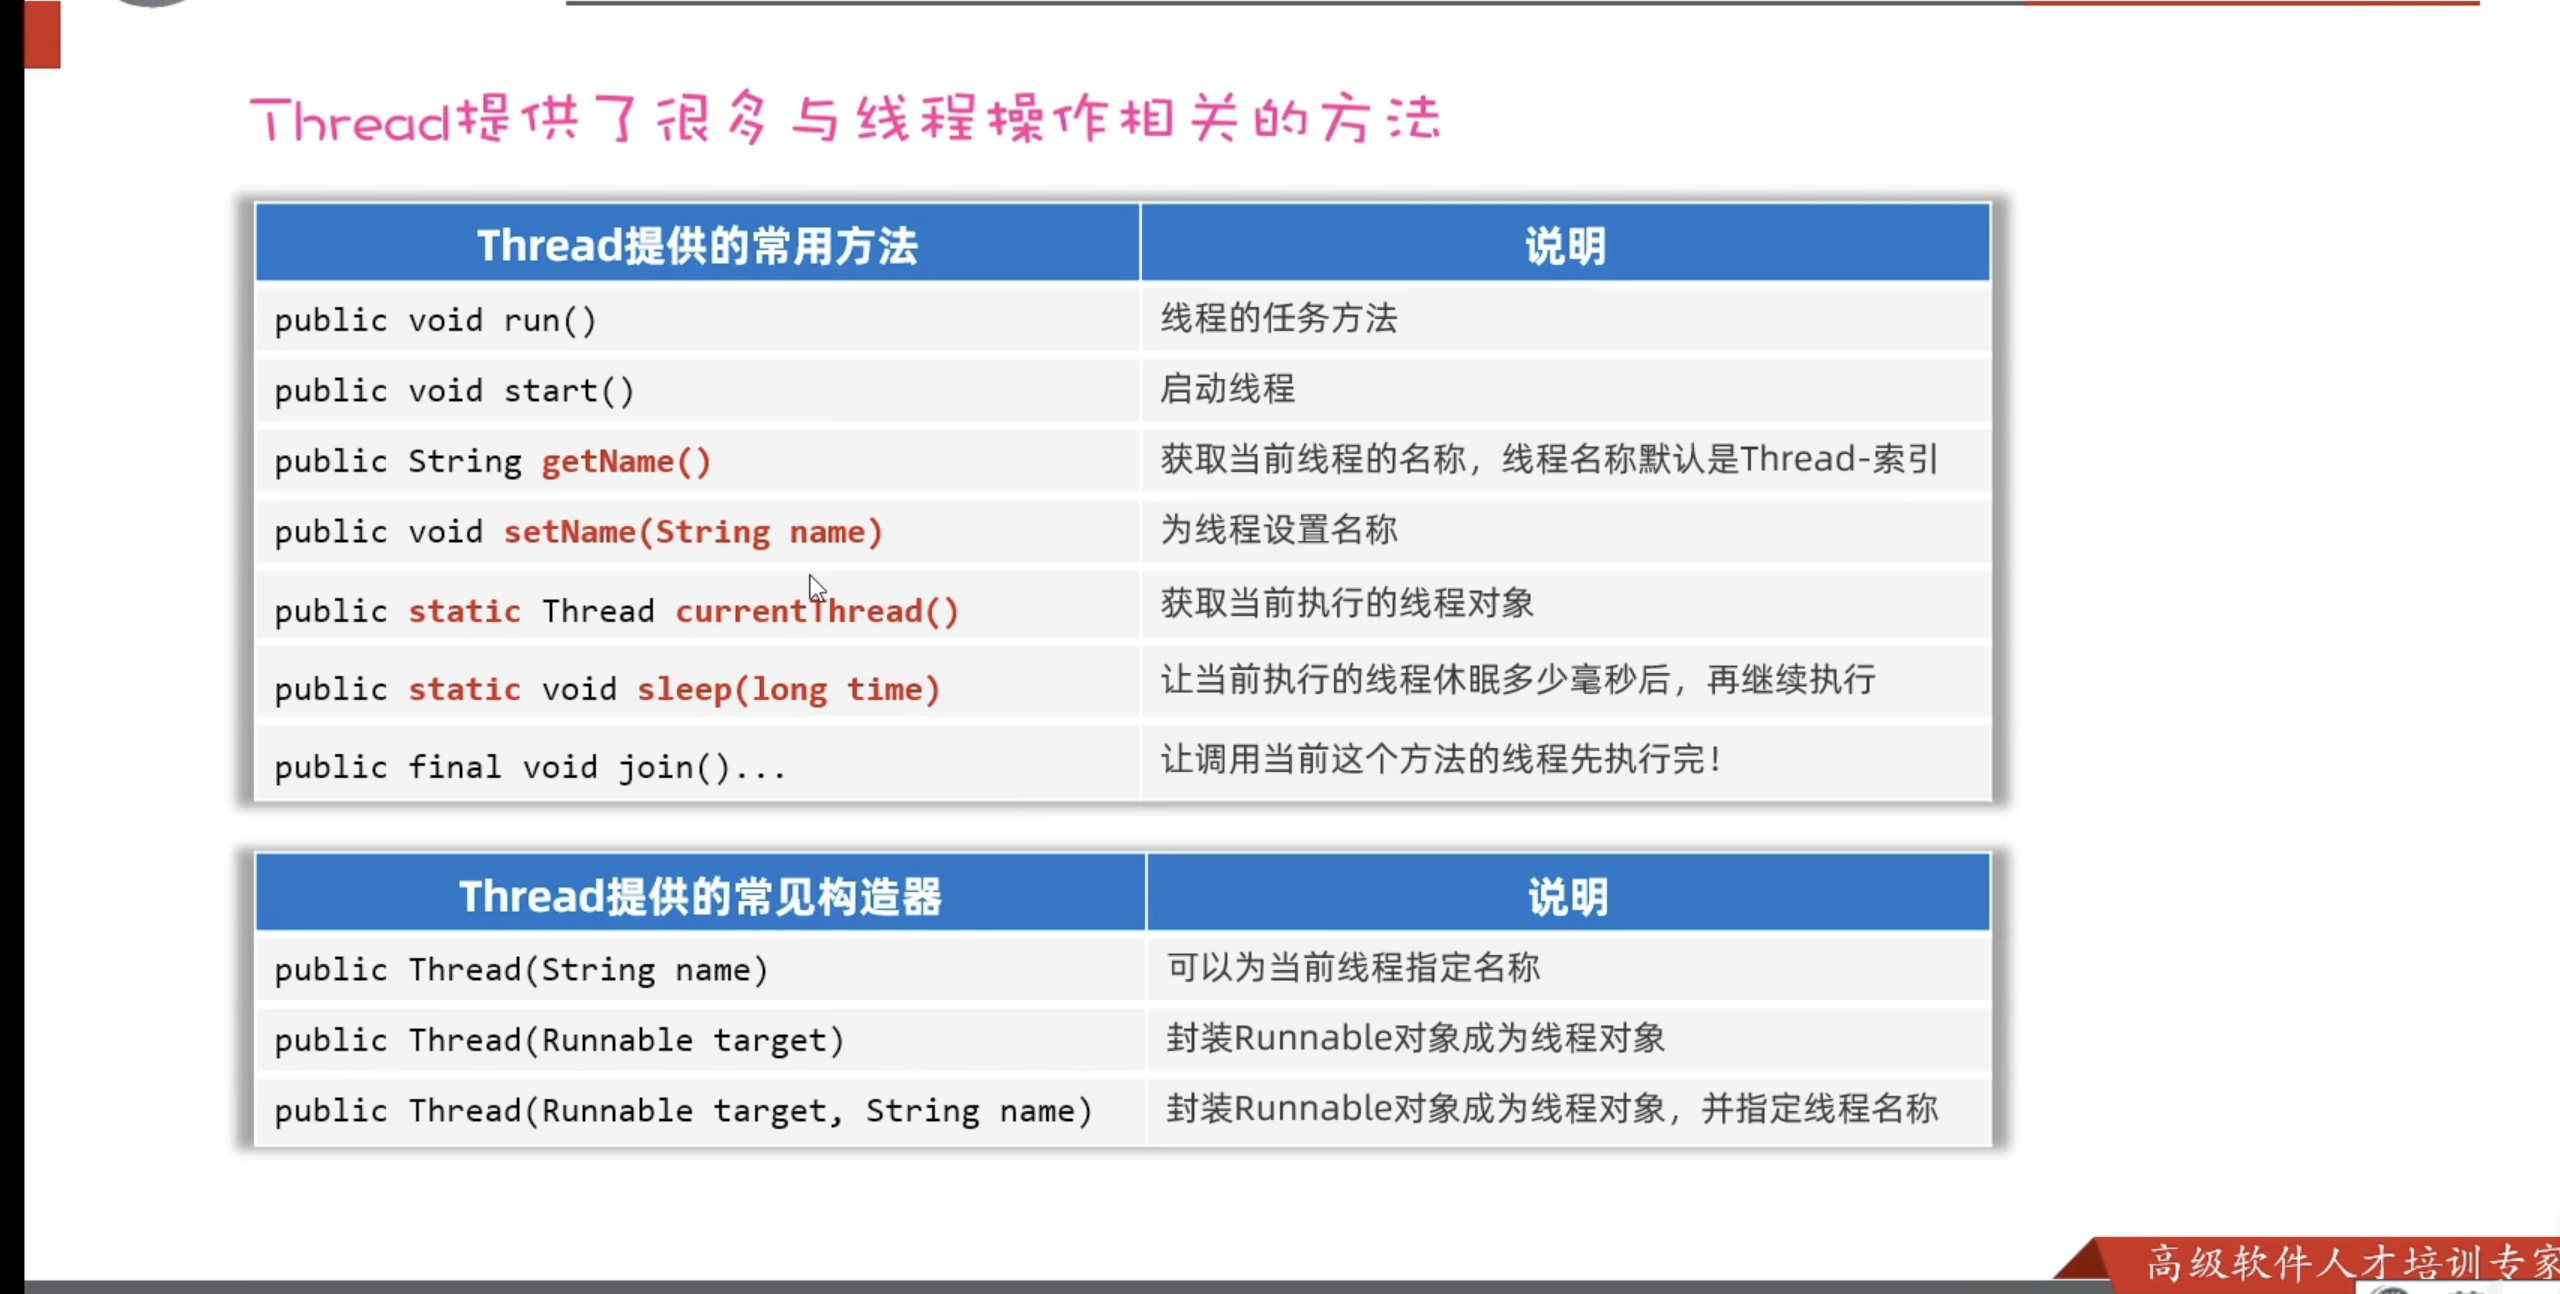 Thread提供了很多与线程操作相关的方法
Thread提供的常用方法 说明
public void run() 线程的任务方法
public void start() 启动线程
public String getName() 获取当前线程的名称，线程名称默认是Thread-索引
public void setName(String name) 为线程设置名称
public static Thread currentThread() 获取当前执行的线程对象
public static void sleep(long time) 让当前执行的线程休眠多少毫秒后，再继续执行
public final void join()... 让调用当前这个方法的线程先执行完！
Thread提供的常见构造器 说明
public Thread(String name) 可以为当前线程指定名称
public Thread(Runnable target) 封装Runnable对象成为线程对象
public Thread(Runnable target, String name) 封装Runnable对象成为线程对象，并指定线程名称
高级软件人才培训专家